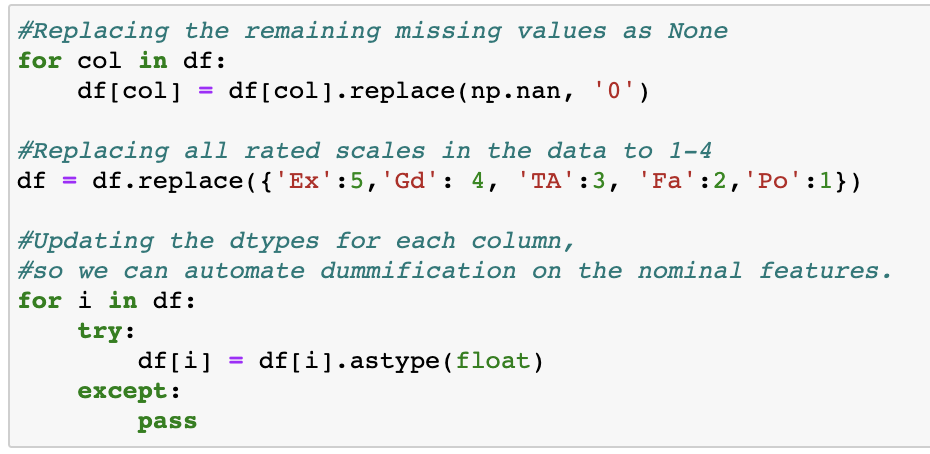 #Replacing the remaining missing values as None
for col in df:
    df[col] = df[col].replace(np.nan, '0')

#Replacing all rated scales in the data to 1-4
df = df.replace({'Ex':5,'Gd': 4, 'TA':3, 'Fa':2,'Po':1})

#Updating the dtypes for each column,
#so we can automate dummification on the nominal features.
for i in df:
    try:
        df[i] = df[i].astype(float)
    except:
        pass